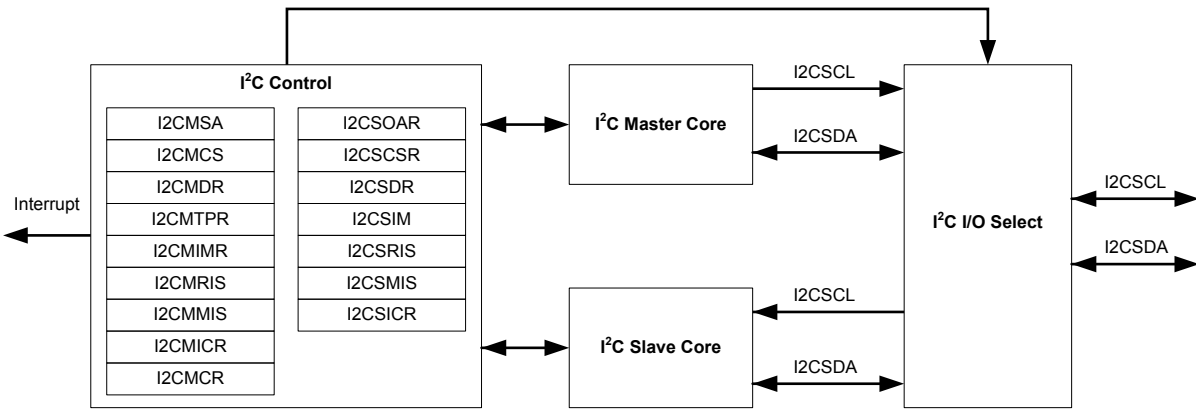 I²C Control
I2CMSA
I2CMCS
I2CMDR
I2CMTPR
I2CMIMR
I2CMRIS
I2CMMIS
I2CMICR
I2CMCR
I2CSOAR
I2CSCSR
I2CSDR
I2CSIM
I2CSRIS
I2CSMIS
I2CSICR
Interrupt
I²C Master Core
I2CSCL
I2CSDA
I²C Slave Core
I2CSCL
I2CSDA
I²C I/O Select
I2CSCL
I2CSDA